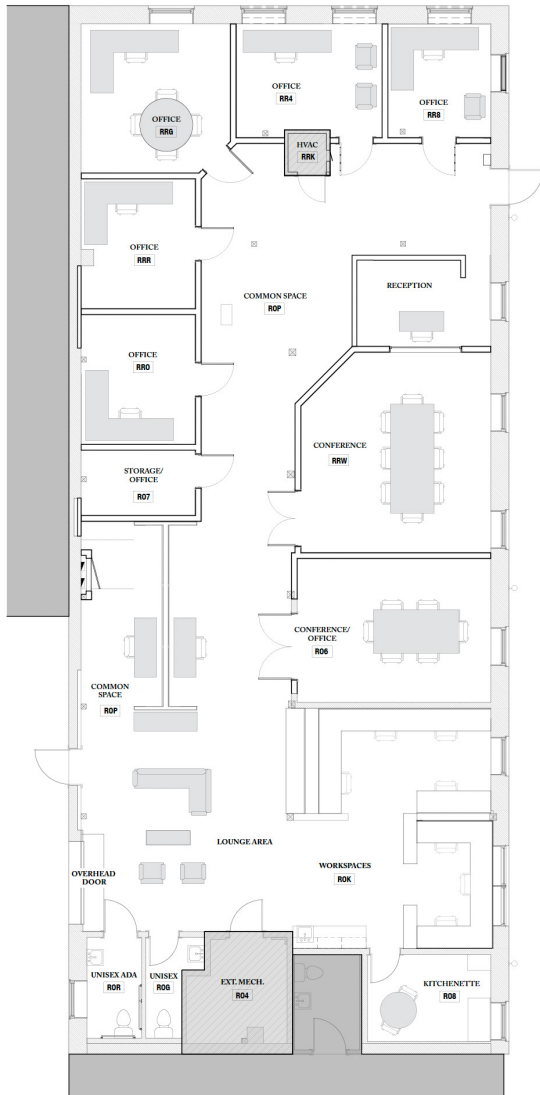 OFFICE
RRG
OFFICE
RR4
OFFICE
RR8
HVAC
RRK
OFFICE
RRR
COMMON SPACE
R0P
RECEPTION
OFFICE
RR0
CONFERENCE
RRW
STORAGE/
OFFICE
R07
CONFERENCE/
OFFICE
R06
COMMON
SPACE
R0P
LOUNGE AREA
WORKSPACES
R0K
OVERHEAD
DOOR
UNISEX ADA
R0R
UNISEX
R0G
EXT. MECH.
R04
KITCHENETTE
R08